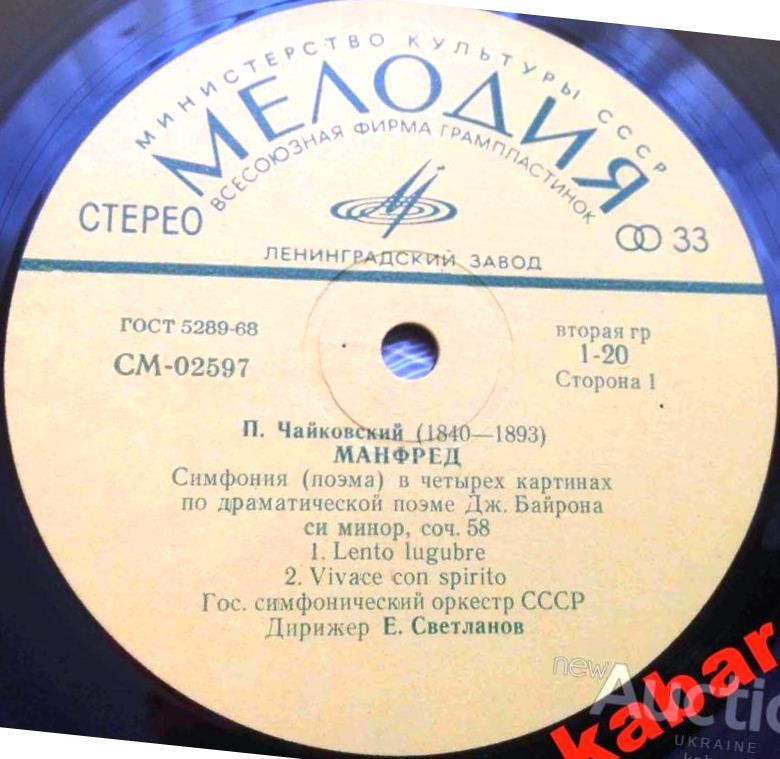 МИНИСТЕРСТВО КУЛЬТУРЫ СССР
МЕЛОДИЯ
ВСЕСОЮЗНАЯ ФИРМА ГРАМПЛАСТИНОК
СТЕРЕО
33
ЛЕНИНГРАДСКИЙ ЗАВОД
ГОСТ 5289-68
СМ-02597
вторая гр
1-20
Сторона 1
П. Чайковский (1840—1893)
МАНФРЕД
Симфония (поэма) в четырех картинах
по драматической поэме Дж. Байрона
си минор, соч. 58
1. Lento lugubre
2. Vivace con spirito
Гос. симфонический оркестр СССР
Дирижер Е. Светланов
new
Auctio
UKRAINE
kabar